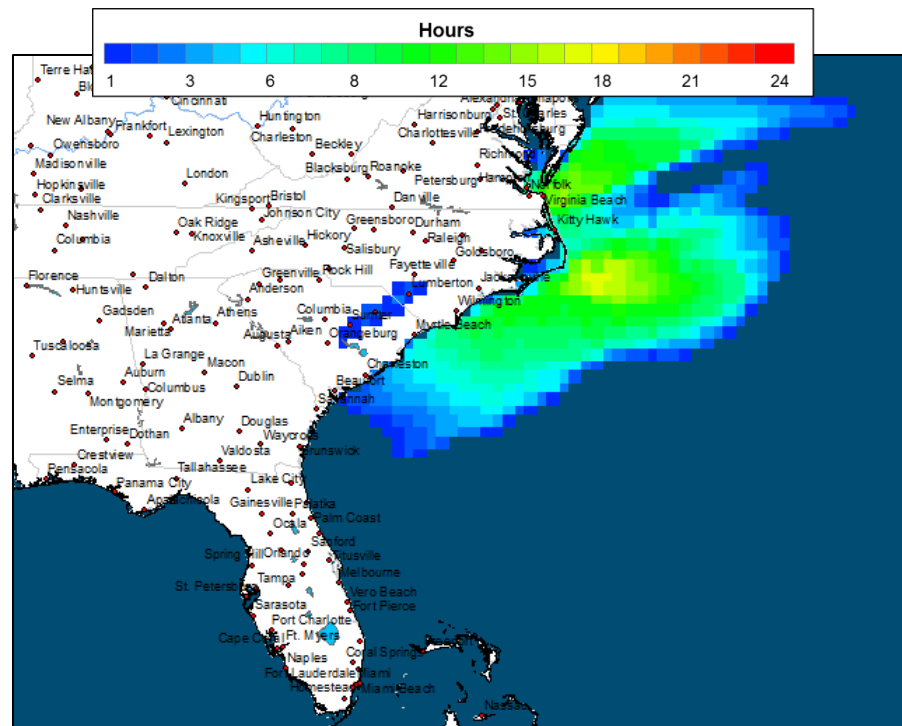 Hours
1 3 6 8 12 15 18 21 24
Terre Ha
Bl
Cincinnati
Huntington
Harrisonburg
St. Charles
New Albany
Frankfort
Lexington
Charleston
Charlottesville
Owensboro
Beckley
Richmond
Madisonville
Blacksburg
Roanoke
London
Petersburg
Hampton
Hopkinsville
Norfolk
Clarksville
Kingsport
Bristol
Danville
Virginia Beach
Nashville
Johnson City
Kitty Hawk
Oak Ridge
Greensboro
Durham
Columbia
Knoxville
Hickory
Raleigh
Asheville
Salisbury
Goldsboro
Florence
Dalton
Greenville
Rock Hill
Fayetteville
Huntsville
Anderson
Lumberton
Jacksonville
Gadsden
Athens
Columbia
Sumter
Wilmington
Atlanta
Marietta
Aiken
Orangeburg
Myrtle Beach
Tuscaloosa
Augusta
La Grange
Macon
Charleston
Selma
Auburn
Dublin
Beaufort
Montgomery
Columbus
Savannah
Albany
Douglas
Enterprise
Dothan
Waycross
Crestview
Valdosta
Brunswick
Pensacola
Tallahassee
Panama City
Lake City
Apalachicola
Gainesville
Palatka
Ocala
Palm Coast
Sanford
Spring Hill
Orlando
Titusville
Tampa
Melbourne
St. Petersburg
Vero Beach
Sarasota
Fort Pierce
Port Charlotte
Cape Coral
Ft. Myers
Freeport
Naples
Coral Springs
Fort Lauderdale
Miami
Homestead
Miami Beach
Nassau